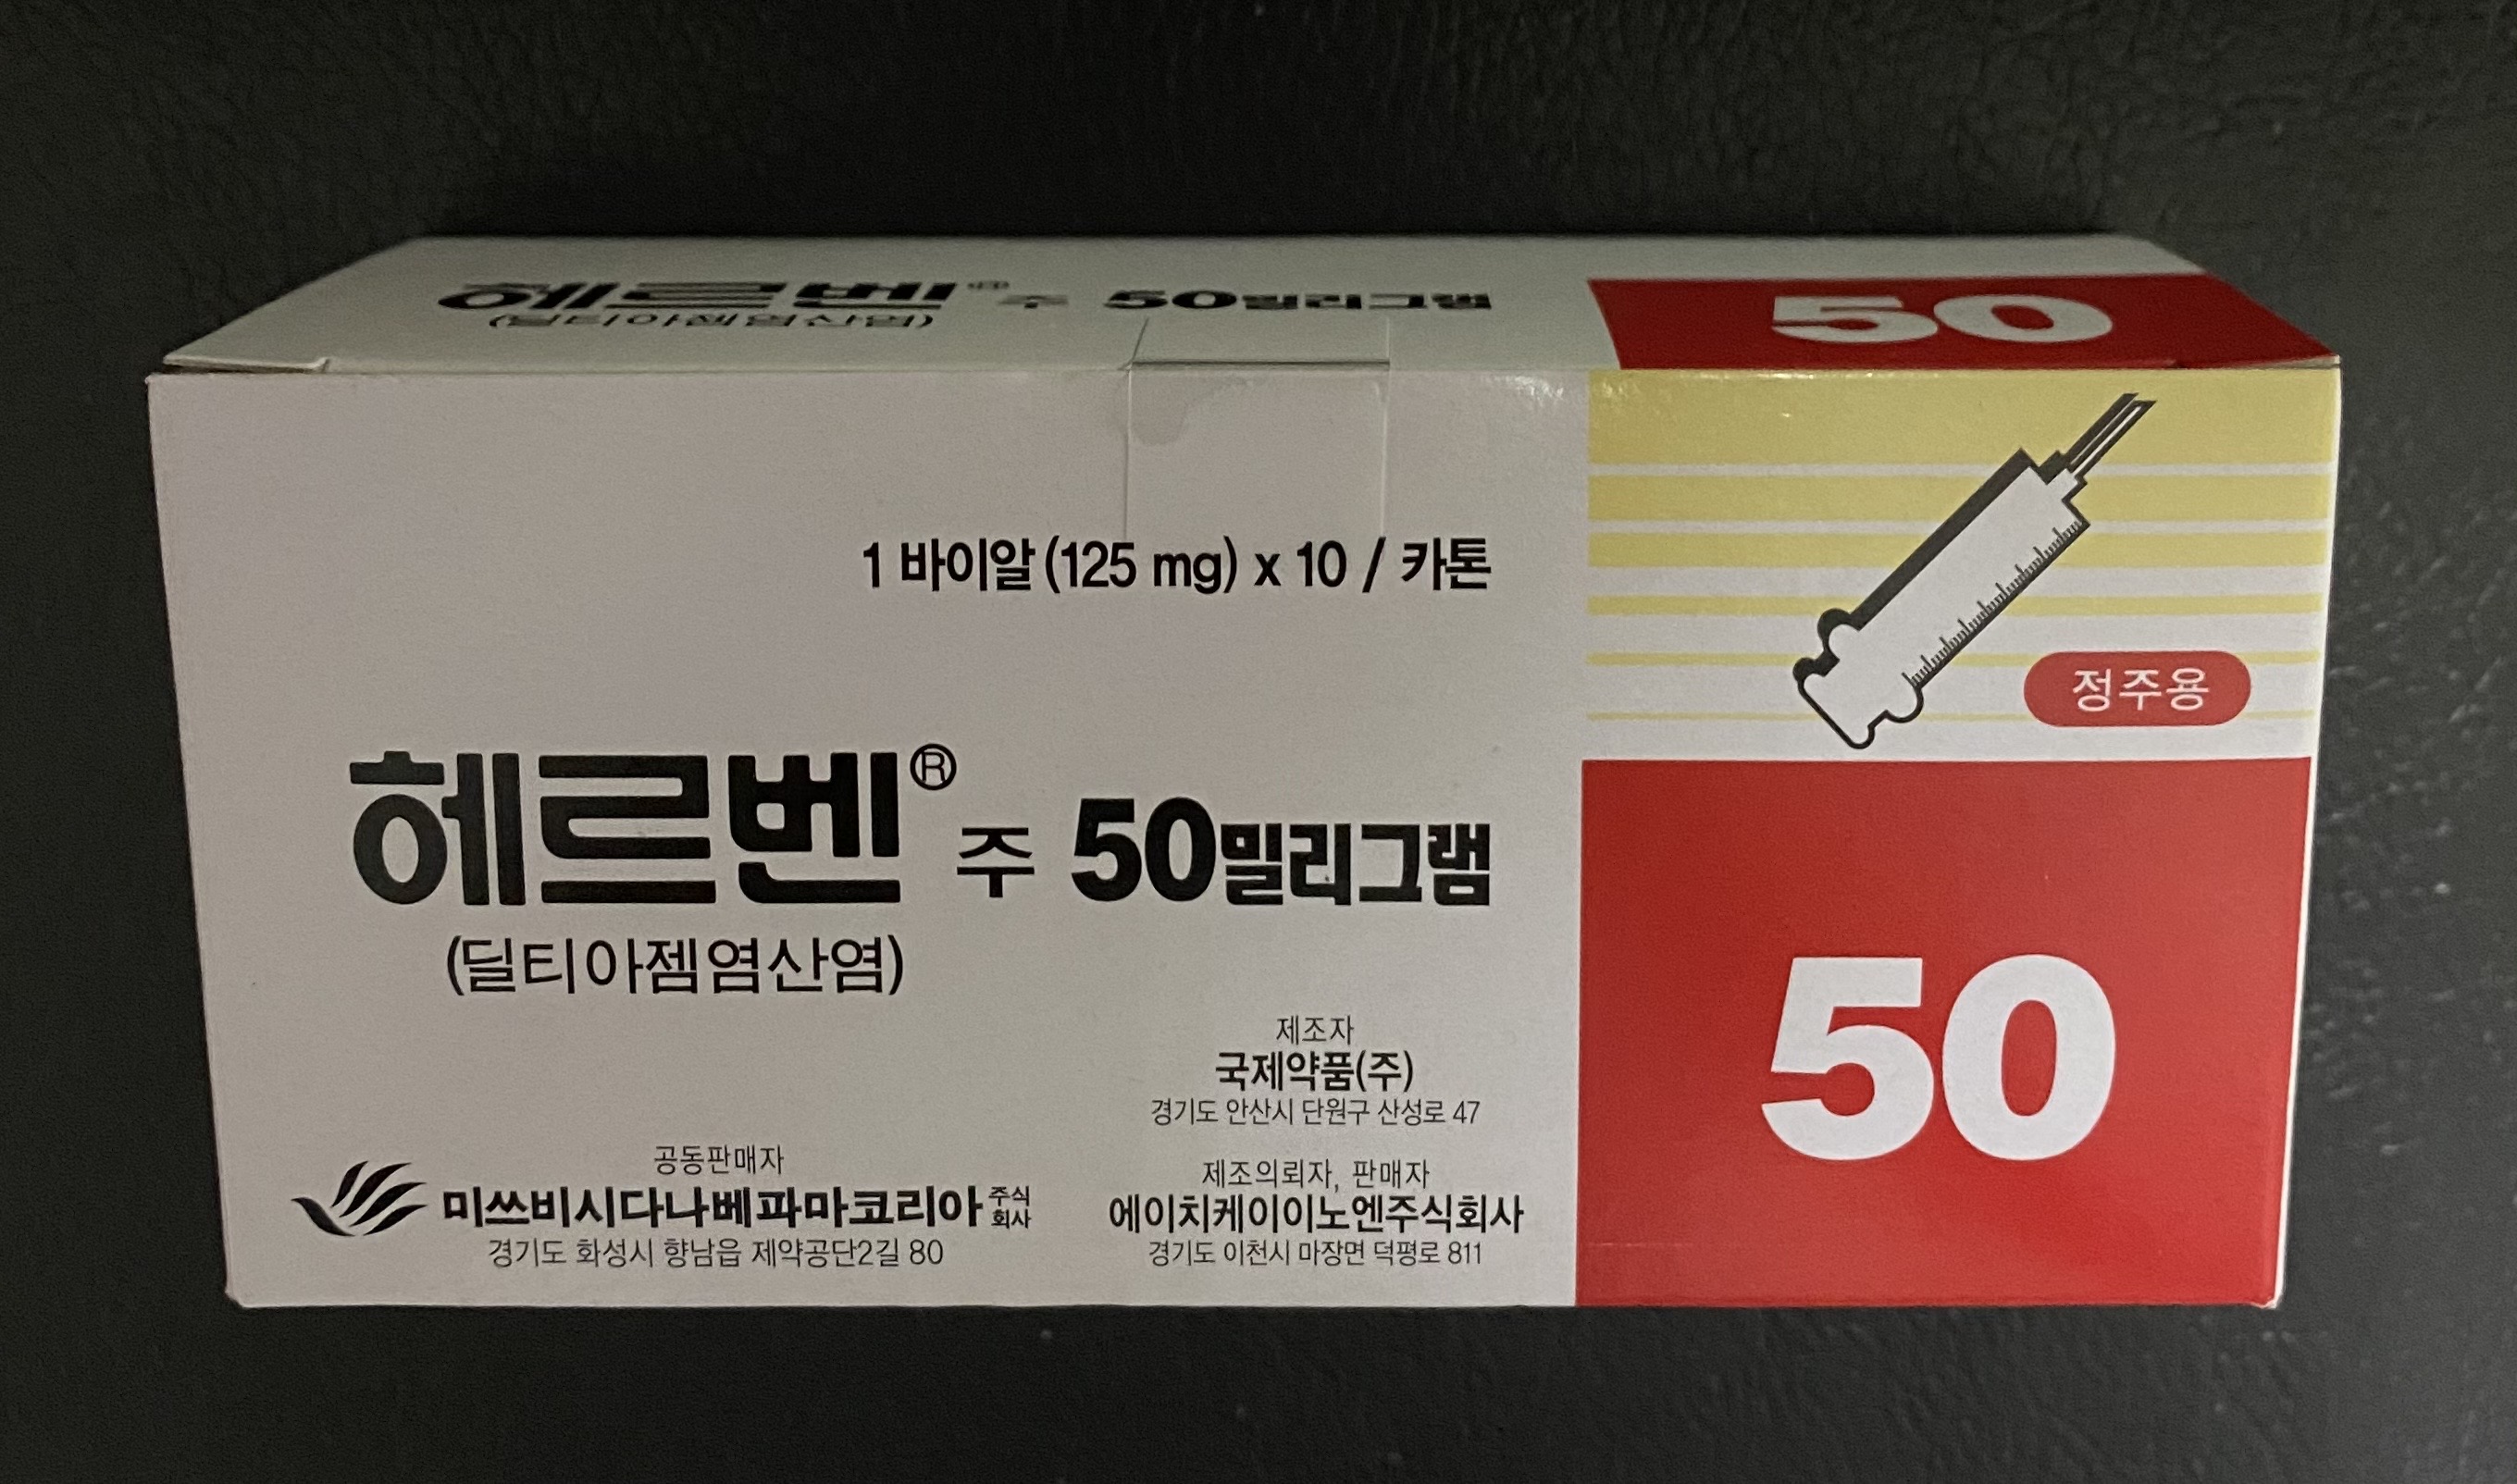 헤르벤® 주 50밀리그램
(딜티아젬염산염)
50
1 바이알 (125 mg) x 10 / 카톤
정주용
헤르벤® 주 50밀리그램
(딜티아젬염산염)
50
제조자
국제약품(주)
경기도 안산시 단원구 산성로 47
공동판매자
미쓰비시다나베파마코리아 주식회사
경기도 화성시 향남읍 제약공단2길 80
제조의뢰자, 판매자
에이치케이이노엔주식회사
경기도 이천시 마장면 덕평로 811